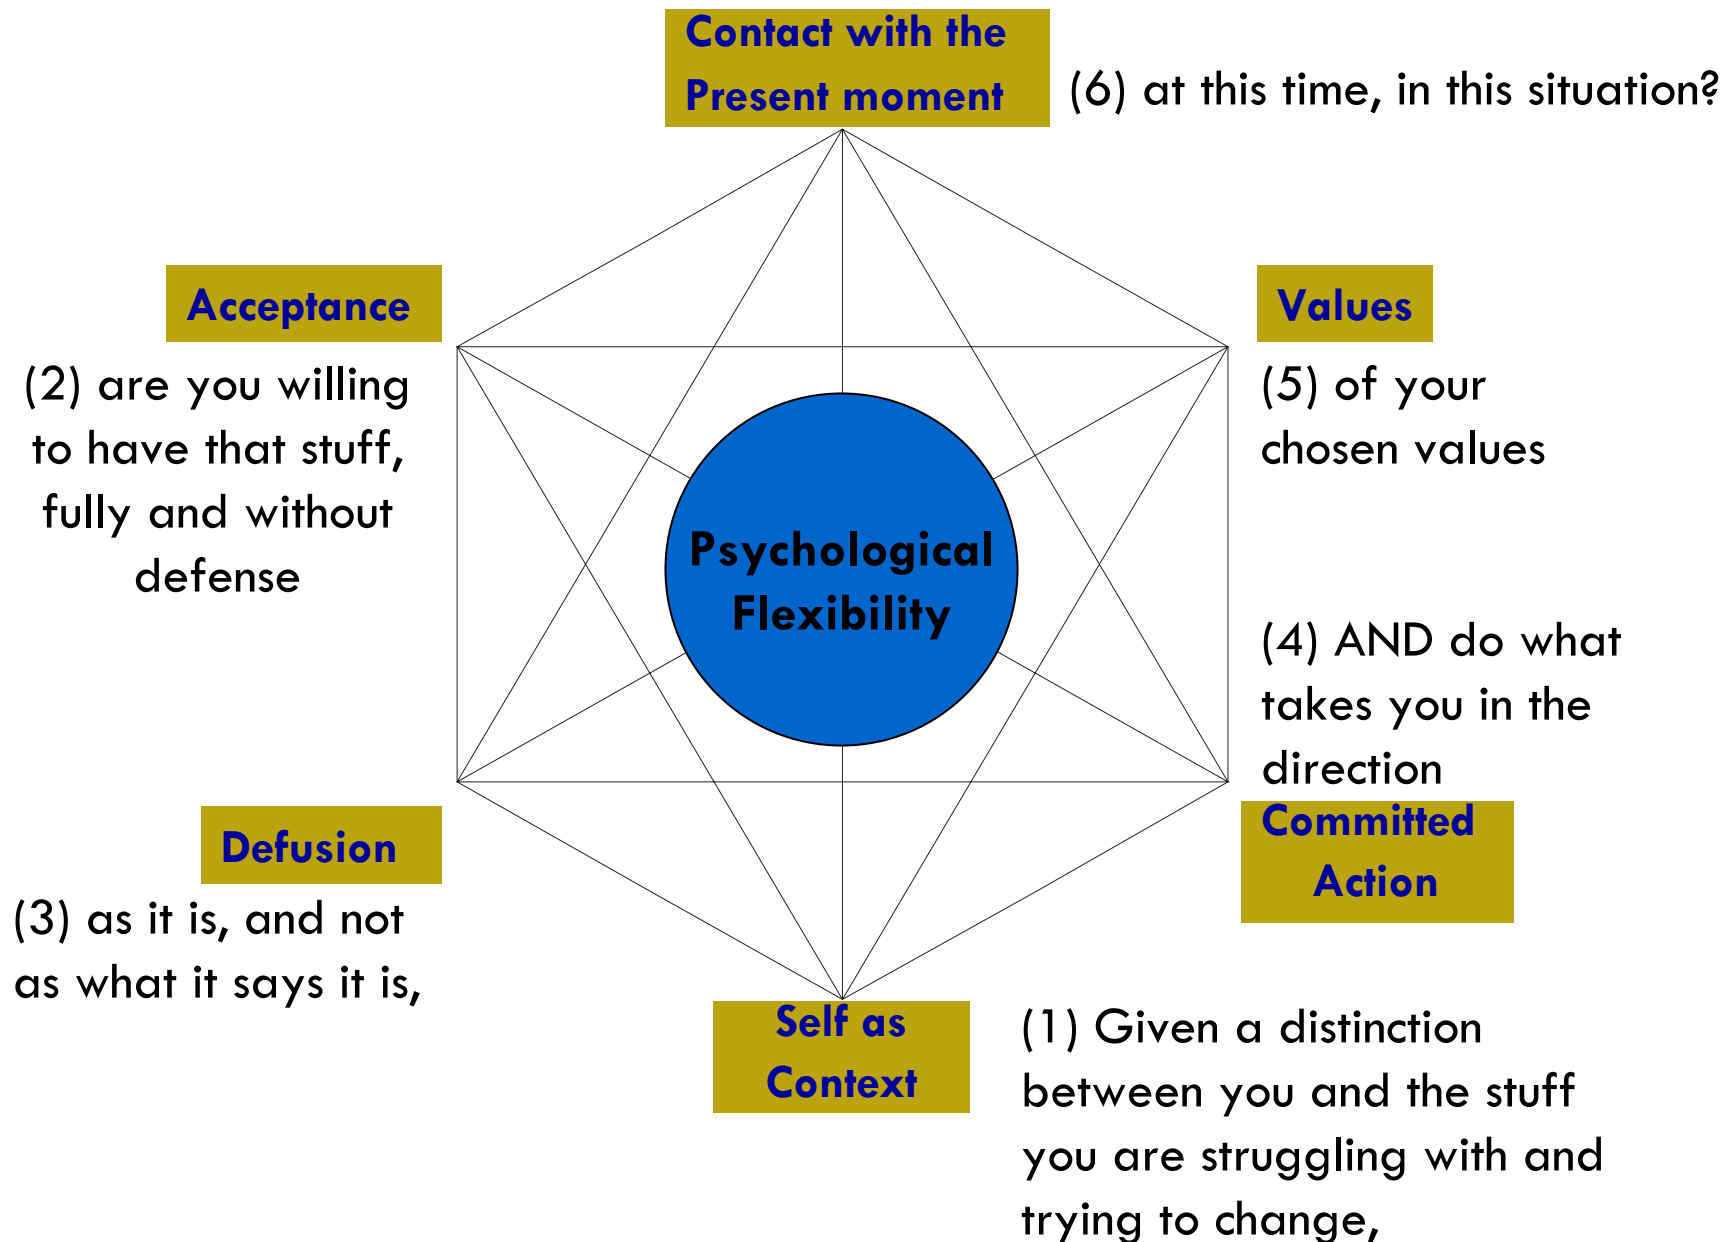 Contact with the
Present moment
(6) at this time, in this situation?
Acceptance
(2) are you willing
to have that stuff,
fully and without
defense
Values
(5) of your
chosen values
Psychological
Flexibility
(4) AND do what
takes you in the
direction
Committed
Action
Defusion
(3) as it is, and not
as what it says it is,
Self as
Context
(1) Given a distinction
between you and the stuff
you are struggling with and
trying to change,